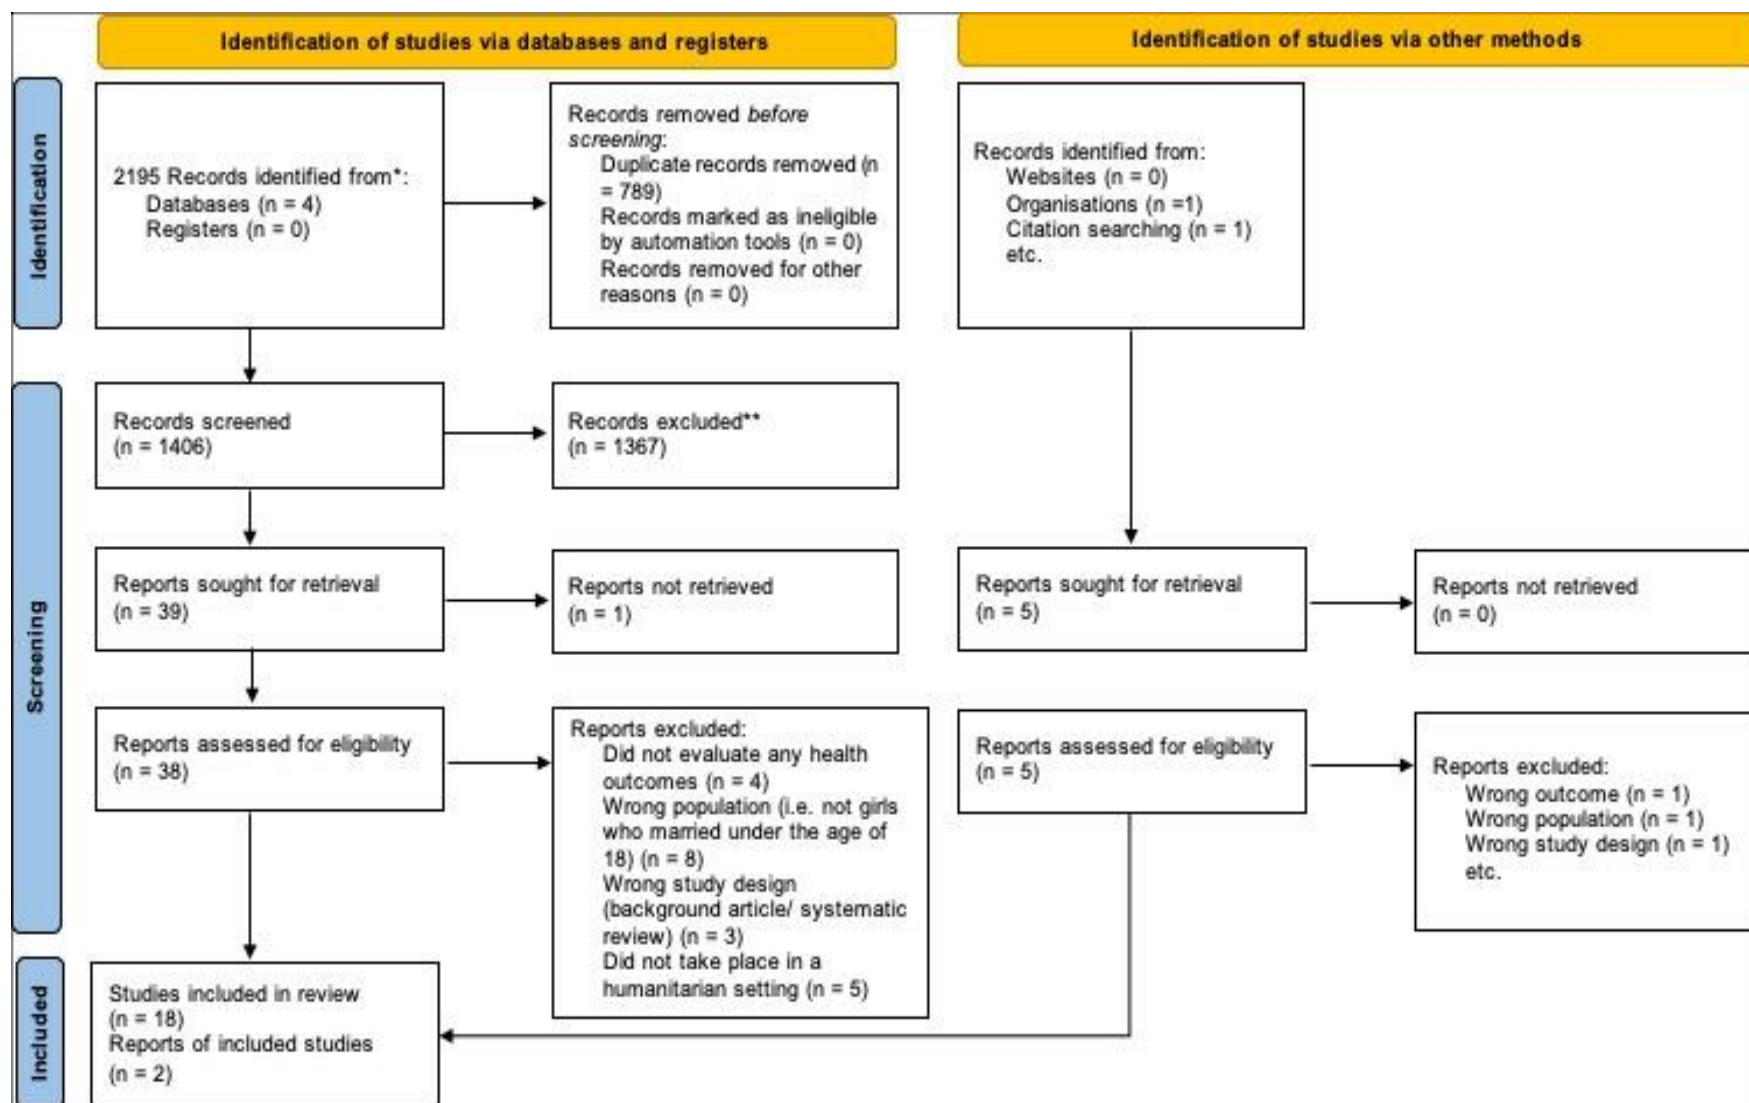 Identification of studies via databases and registers
Identification of studies via other methods
Identification
2195 Records identified from*:
Databases (n = 4)
Registers (n = 0)
Records removed before
screening:
Duplicate records removed (n
= 789)
Records marked as ineligible
by automation tools (n = 0)
Records removed for other
reasons (n = 0)
Records identified from:
Websites (n = 0)
Organisations (n =1)
Citation searching (n = 1)
etc.
Screening
Records screened
(n = 1406)
Records excluded**
(n = 1367)
Reports sought for retrieval
(n = 39)
Reports not retrieved
(n = 1)
Reports sought for retrieval
(n = 5)
Reports not retrieved
(n = 0)
Reports assessed for eligibility
(n = 38)
Reports excluded:
Did not evaluate any health
outcomes (n = 4)
Wrong population (i.e. not girls
who married under the age of
18) (n = 8)
Wrong study design
(background article/ systematic
review) (n = 3)
Did not take place in a
humanitarian setting (n = 5)
Reports assessed for eligibility
(n = 5)
Reports excluded:
Wrong outcome (n = 1)
Wrong population (n = 1)
Wrong study design (n = 1)
etc.
Included
Studies included in review
(n = 18)
Reports of included studies
(n = 2)